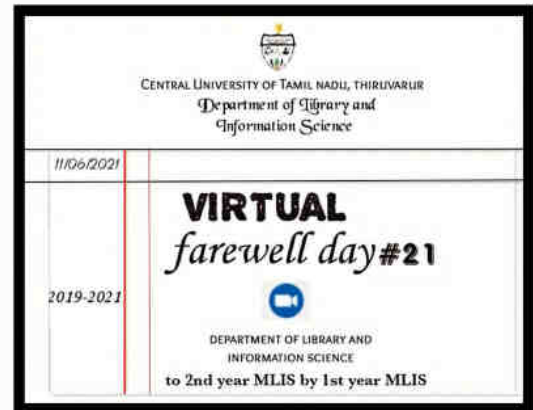 CENTRAL UNIVERSITY OF TAMIL NADU, THIRUVARUR
Department of Library and
Information Science
11/06/2021
VIRTUAL
farewell day #21
2019-2021
DEPARTMENT OF LIBRARY AND
INFORMATION SCIENCE
to 2nd year MLIS by 1st year MLIS